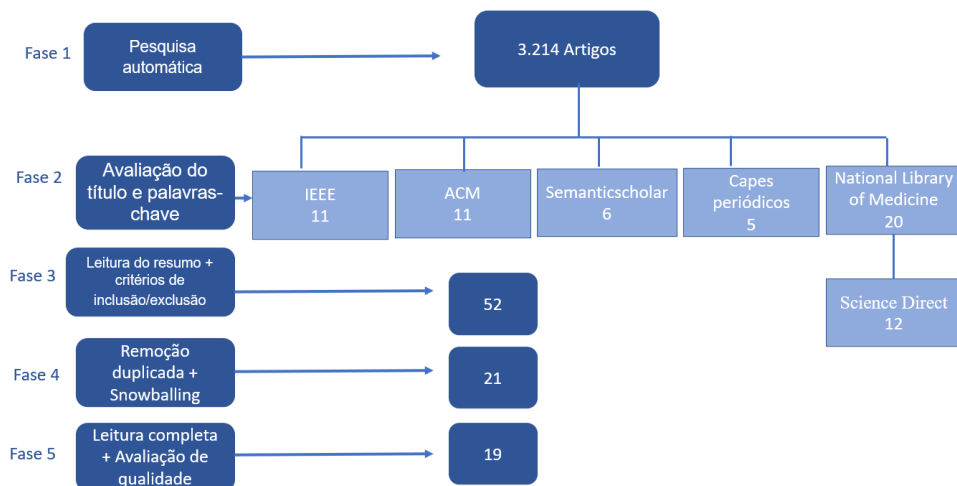 Fase 1
Pesquisa
automática
3.214 Artigos
Fase 2
Avaliação do
título e palavras-
chave
IEEE
11
ACM
11
Semanticscholar
6
Capes
periódicos
5
National Library
of Medicine
20
Science Direct
12
Fase 3
Leitura do resumo +
critérios de
inclusão/exclusão
52
Fase 4
Remoção
duplicada +
Snowballing
21
Fase 5
Leitura completa
+ Avaliação de
qualidade
19